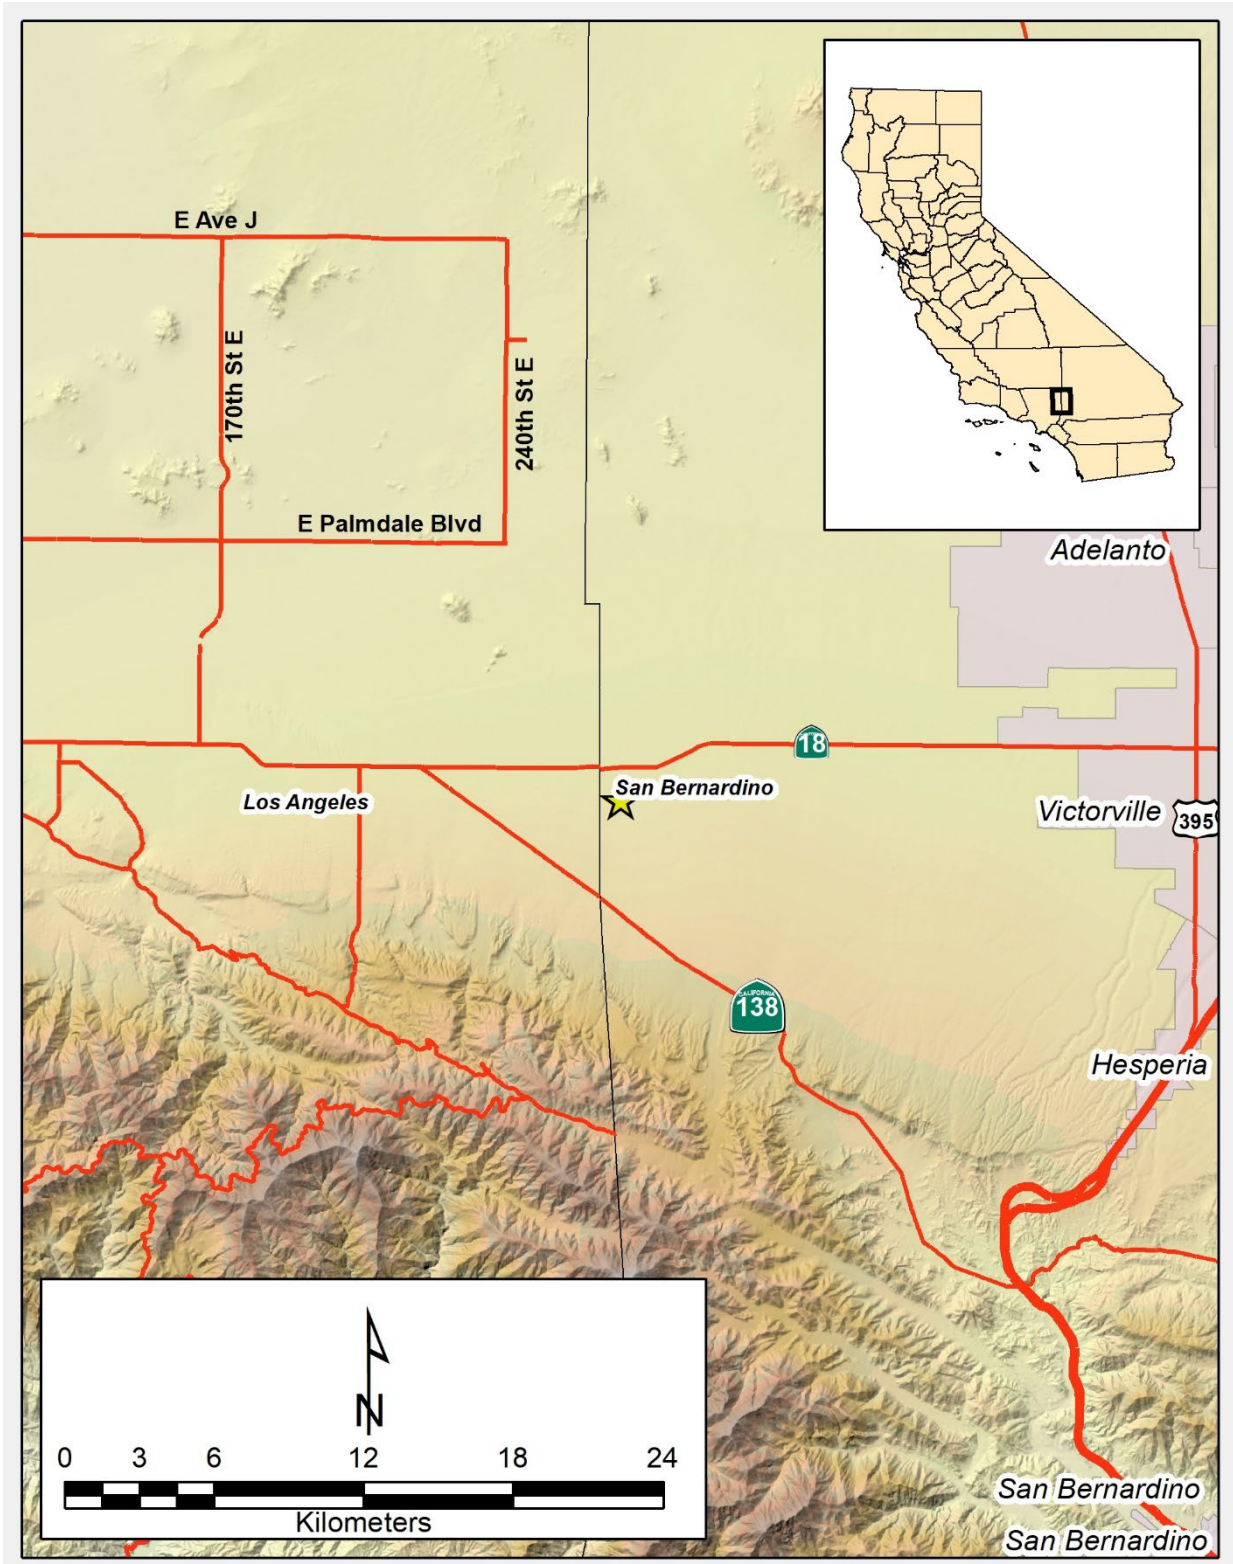 E Ave J
170th St E
240th St E
E Palmdale Blvd
Adelanto
18
San Bernardino
Los Angeles
Victorville
395
CALIFORNIA
138
Hesperia
N
0 3 6 12 18 24
Kilometers
San Bernardino
San Bernardino